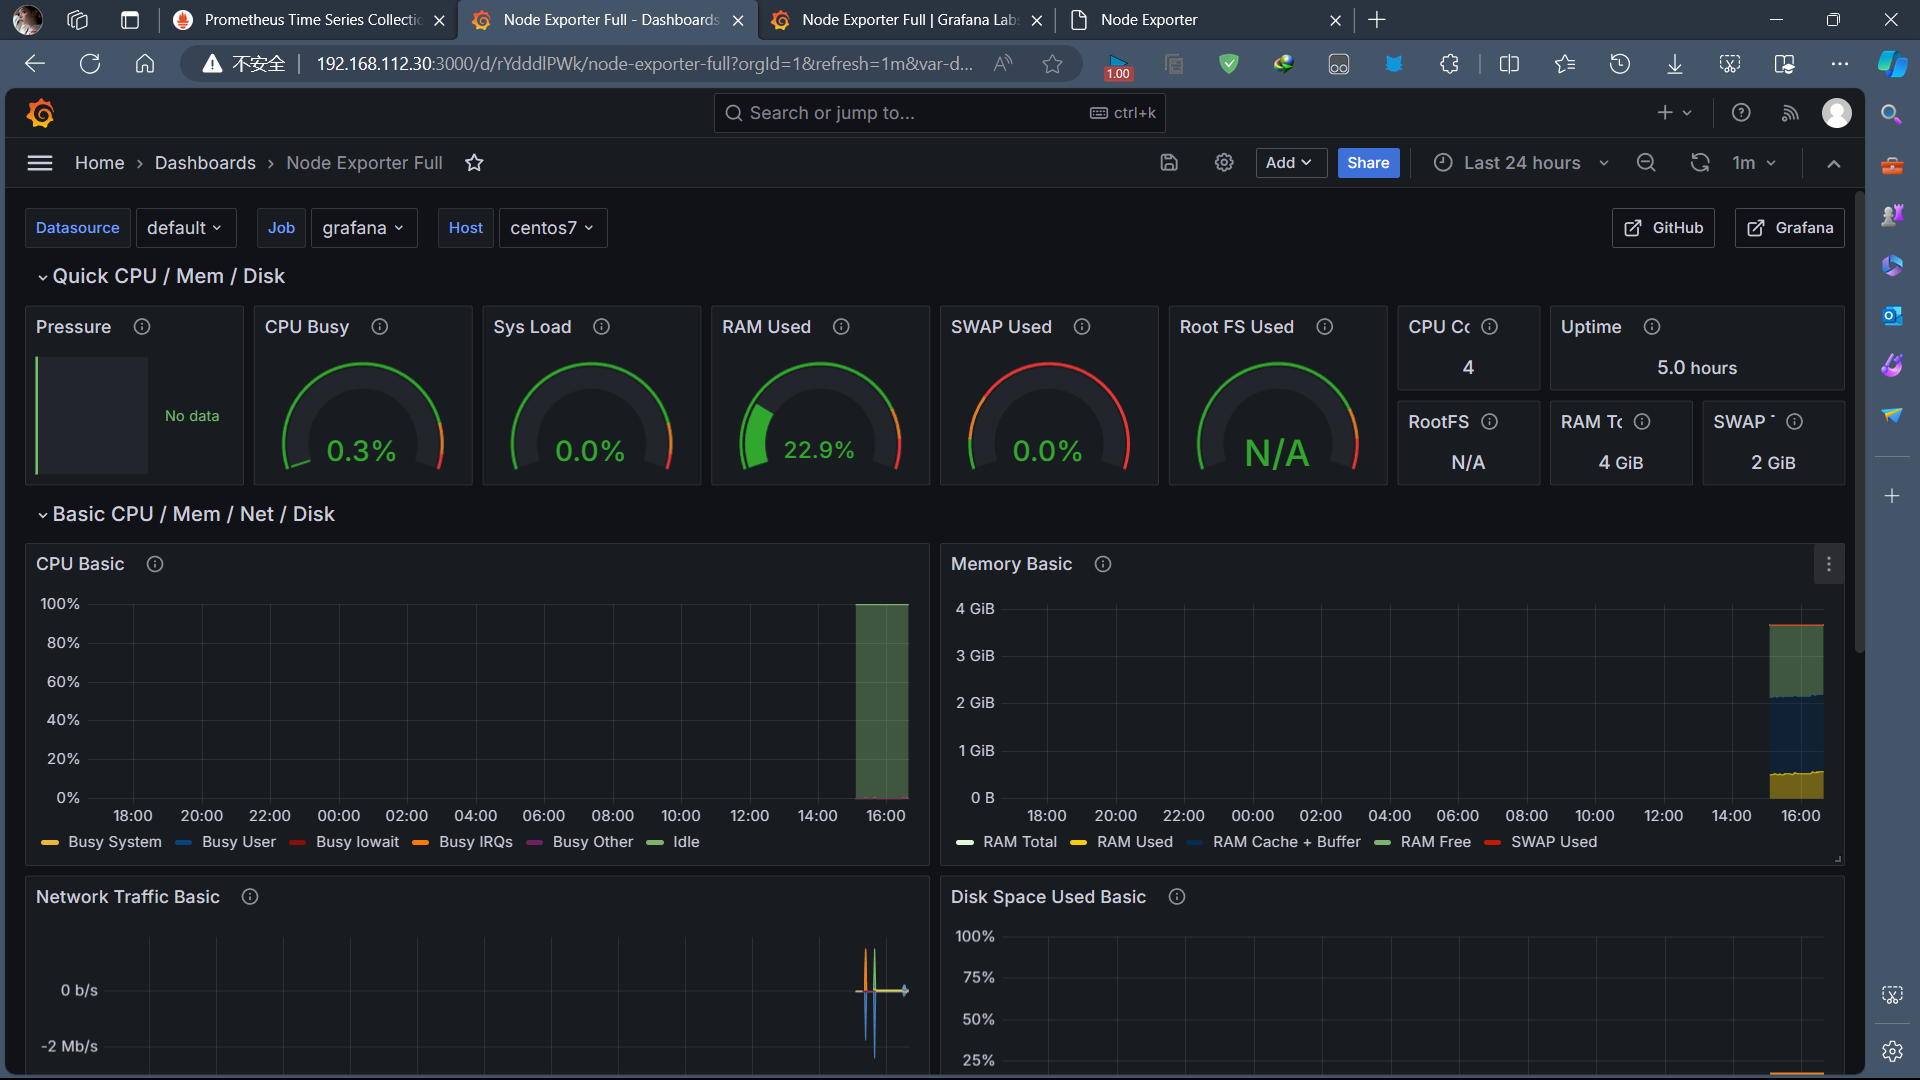 Prometheus Time Series Collectio
Node Exporter Full - Dashboards
Node Exporter Full | Grafana Labs
Node Exporter
不安全
192.168.112.30:3000/d/rYdddlPWk/node-exporter-full?orgId=1&refresh=1m&var-d...
1.00
Search or jump to...
ctrl+k
Home › Dashboards › Node Exporter Full
Add
Share
Last 24 hours
1m
Datasource
default
Job
grafana
Host
centos7
GitHub
Grafana
Quick CPU / Mem / Disk
Pressure
No data
CPU Busy
0.3%
Sys Load
0.0%
RAM Used
22.9%
SWAP Used
0.0%
Root FS Used
N/A
CPU Co
4
Uptime
5.0 hours
RootFS
N/A
RAM To
4 GiB
SWAP T
2 GiB
Basic CPU / Mem / Net / Disk
CPU Basic
100%
80%
60%
40%
20%
0%
18:00 20:00 22:00 00:00 02:00 04:00 06:00 08:00 10:00 12:00 14:00 16:00
Busy System Busy User Busy Iowait Busy IRQs Busy Other Idle
Memory Basic
4 GiB
3 GiB
2 GiB
1 GiB
0 B
18:00 20:00 22:00 00:00 02:00 04:00 06:00 08:00 10:00 12:00 14:00 16:00
RAM Total RAM Used RAM Cache + Buffer RAM Free SWAP Used
Network Traffic Basic
0 b/s
-2 Mb/s
Disk Space Used Basic
100%
75%
50%
25%